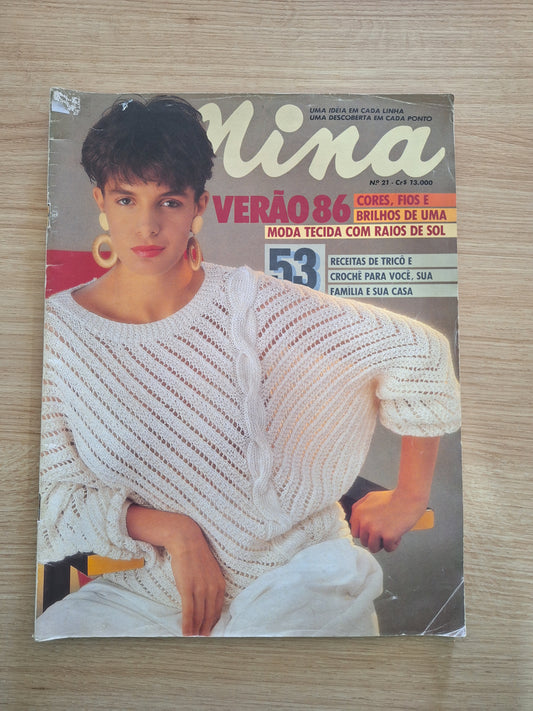 UMA IDÉIA EM CADA LINHA
UMA DESCOBERTA EM CADA PONTO
Mina
Nº 21 - Cr$ 13.000
VERÃO 86
CORES, FIOS E
BRILHOS DE UMA
MODA TECIDA COM RAIOS DE SOL
53
RECEITAS DE TRICÔ E
CROCHÊ PARA VOCÊ, SUA
FAMÍLIA E SUA CASA